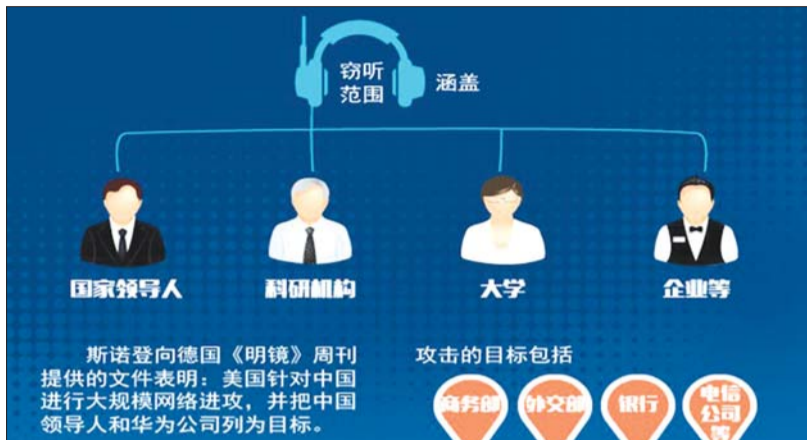 窃听
范围
涵盖
国家领导人
科研机构
大学
企业等
斯诺登向德国《明镜》周刊
提供的文件表明：美国针对中国
进行大规模网络进攻，并把中国
领导人和华为公司列为目标。
攻击的目标包括
商务部
外交部
银行
电信
公司
等